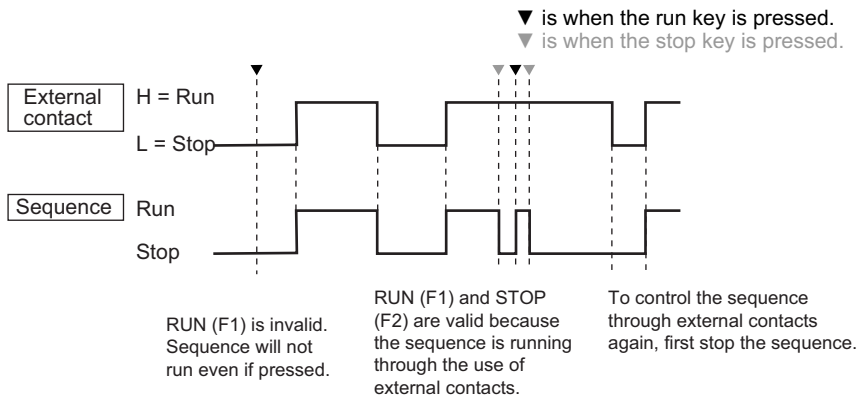 ▼ is when the run key is pressed.
▼ is when the stop key is pressed.
External
contact
H = Run
L = Stop
Sequence
Run
Stop
RUN (F1) is invalid.
Sequence will not
run even if pressed.
RUN (F1) and STOP
(F2) are valid because
the sequence is running
through the use of
external contacts.
To control the sequence
through external contacts
again, first stop the sequence.